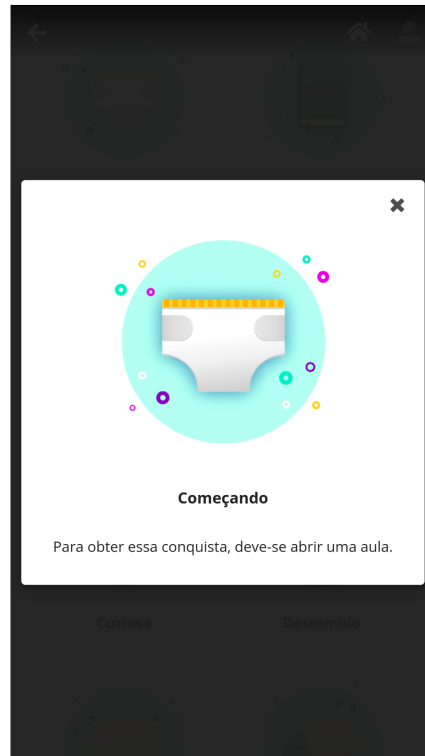 Começando
Para obter essa conquista, deve-se abrir uma aula.
Curioso
Destemido